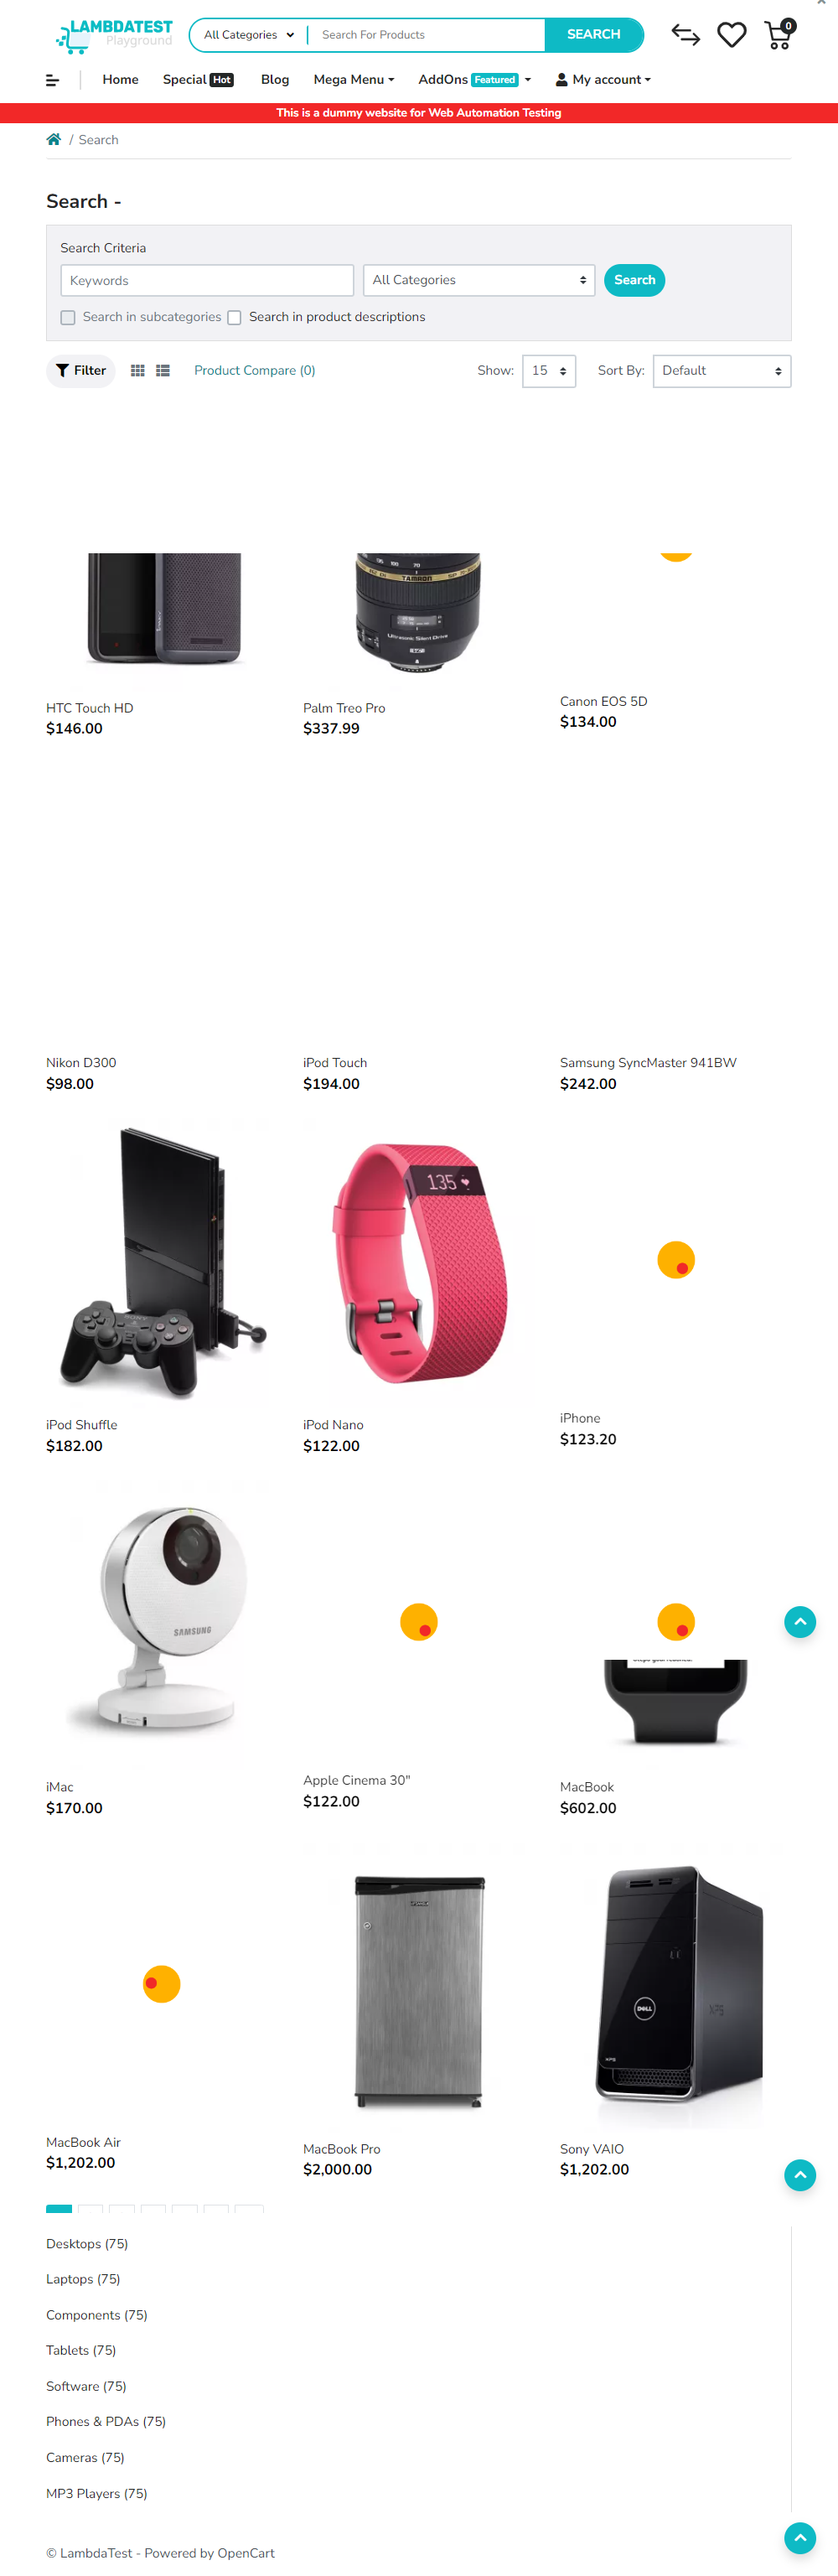 LAMBDATEST
Playground
All Categories
Search For Products
SEARCH
0
Home
Special Hot
Blog
Mega Menu
AddOns Featured
My account
This is a dummy website for Web Automation Testing
/ Search
Search -
Search Criteria
Keywords
All Categories
Search
Search in subcategories
Search in product descriptions
Filter
Product Compare (0)
Show:
15
Sort By:
Default
TAMRON
Ultrasonic Silent Drive
HTC Touch HD
$146.00
Palm Treo Pro
$337.99
Canon EOS 5D
$134.00
Nikon D300
$98.00
iPod Touch
$194.00
Samsung SyncMaster 941BW
$242.00
135
iPod Shuffle
$182.00
iPod Nano
$122.00
iPhone
$123.20
SAMSUNG
iMac
$170.00
Apple Cinema 30"
$122.00
MacBook
$602.00
DELL
XPS
MacBook Air
$1,202.00
MacBook Pro
$2,000.00
Sony VAIO
$1,202.00
Desktops (75)
Laptops (75)
Components (75)
Tablets (75)
Software (75)
Phones & PDAs (75)
Cameras (75)
MP3 Players (75)
© LambdaTest - Powered by OpenCart